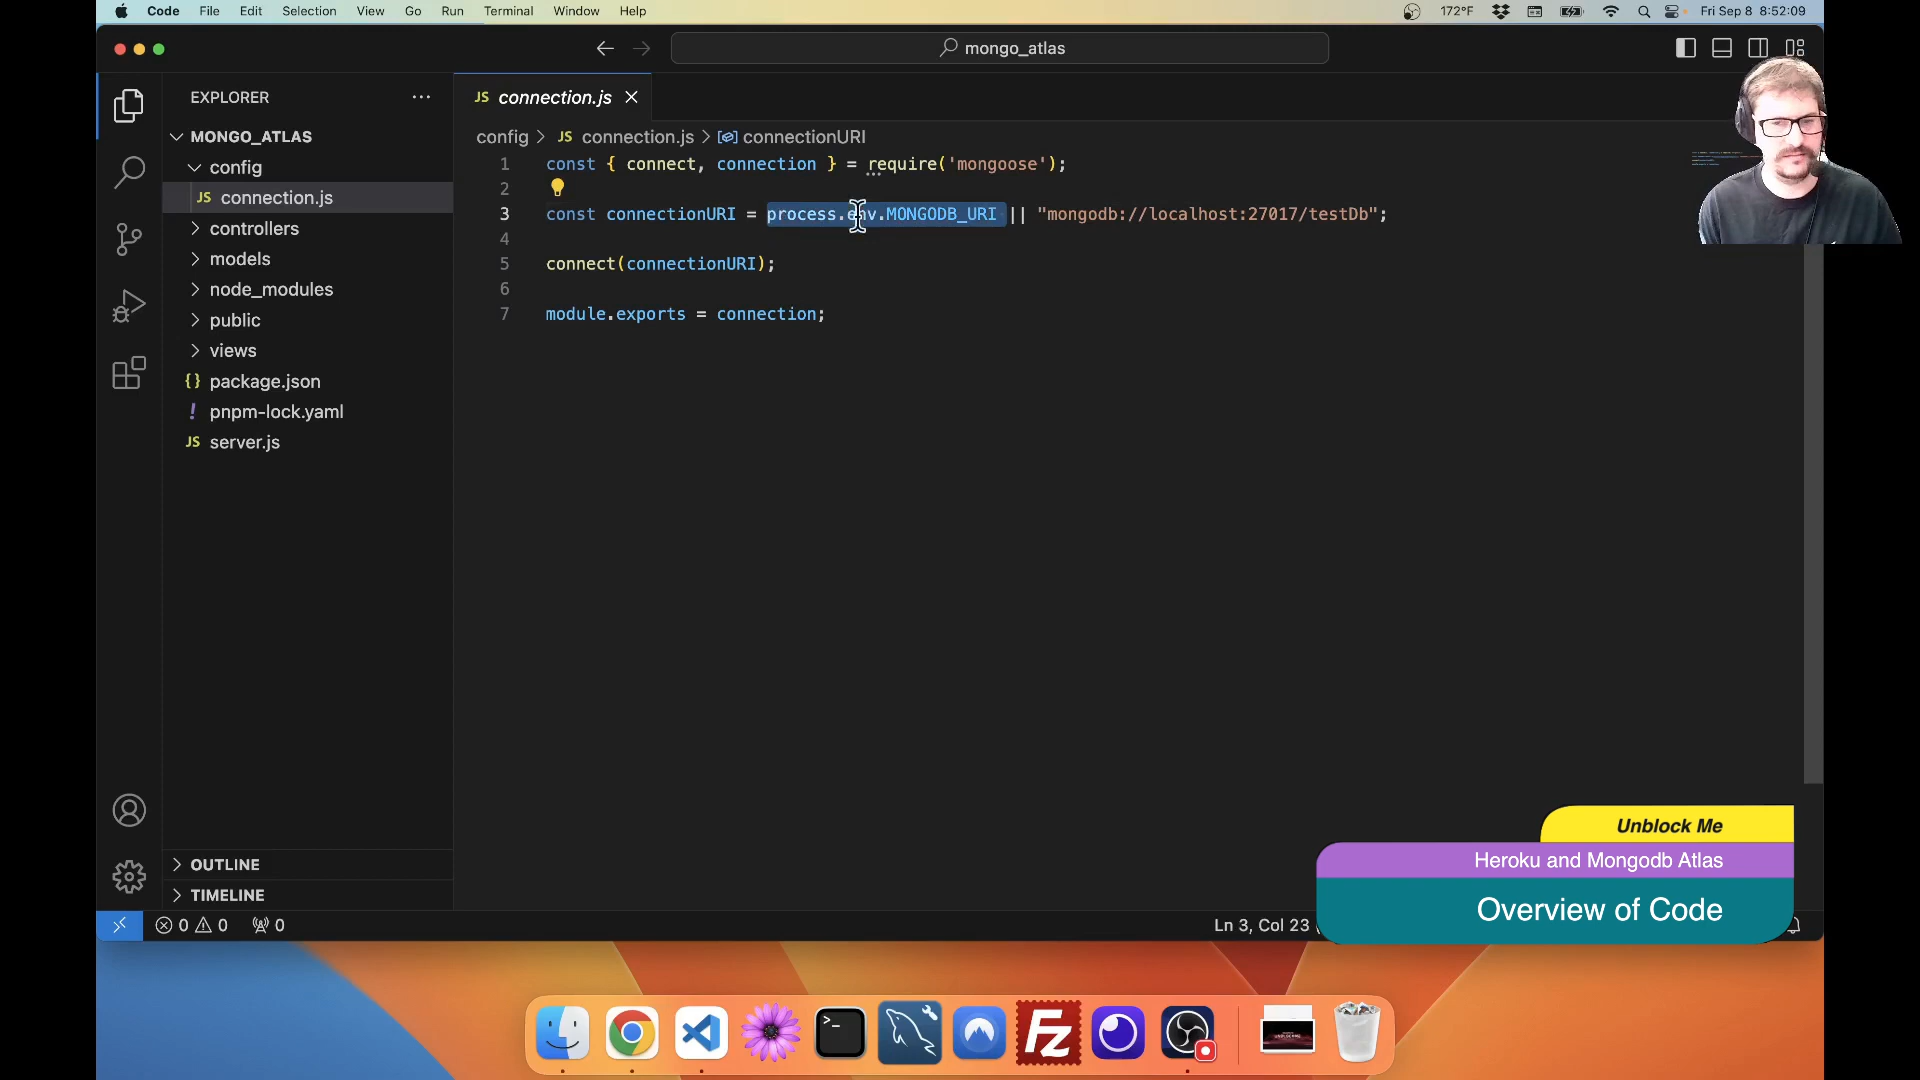 Code File Edit Selection View Go Run Terminal Window Help 172°F Fri Sep 8 8:52:09
mongo_atlas
EXPLORER
JS connection.js
MONGO_ATLAS
config > JS connection.js > connectionURI
config
JS connection.js
controllers
models
node_modules
public
views
{} package.json
! pnpm-lock.yaml
JS server.js
1 const { connect, connection } = require('mongoose');
2
3 const connectionURI = process.env.MONGODB_URI || "mongodb://localhost:27017/testDb";
4
5 connect(connectionURI);
6
7 module.exports = connection;
OUTLINE
TIMELINE
0 0 0
Ln 3, Col 23
Unblock Me
Heroku and Mongodb Atlas
Overview of Code